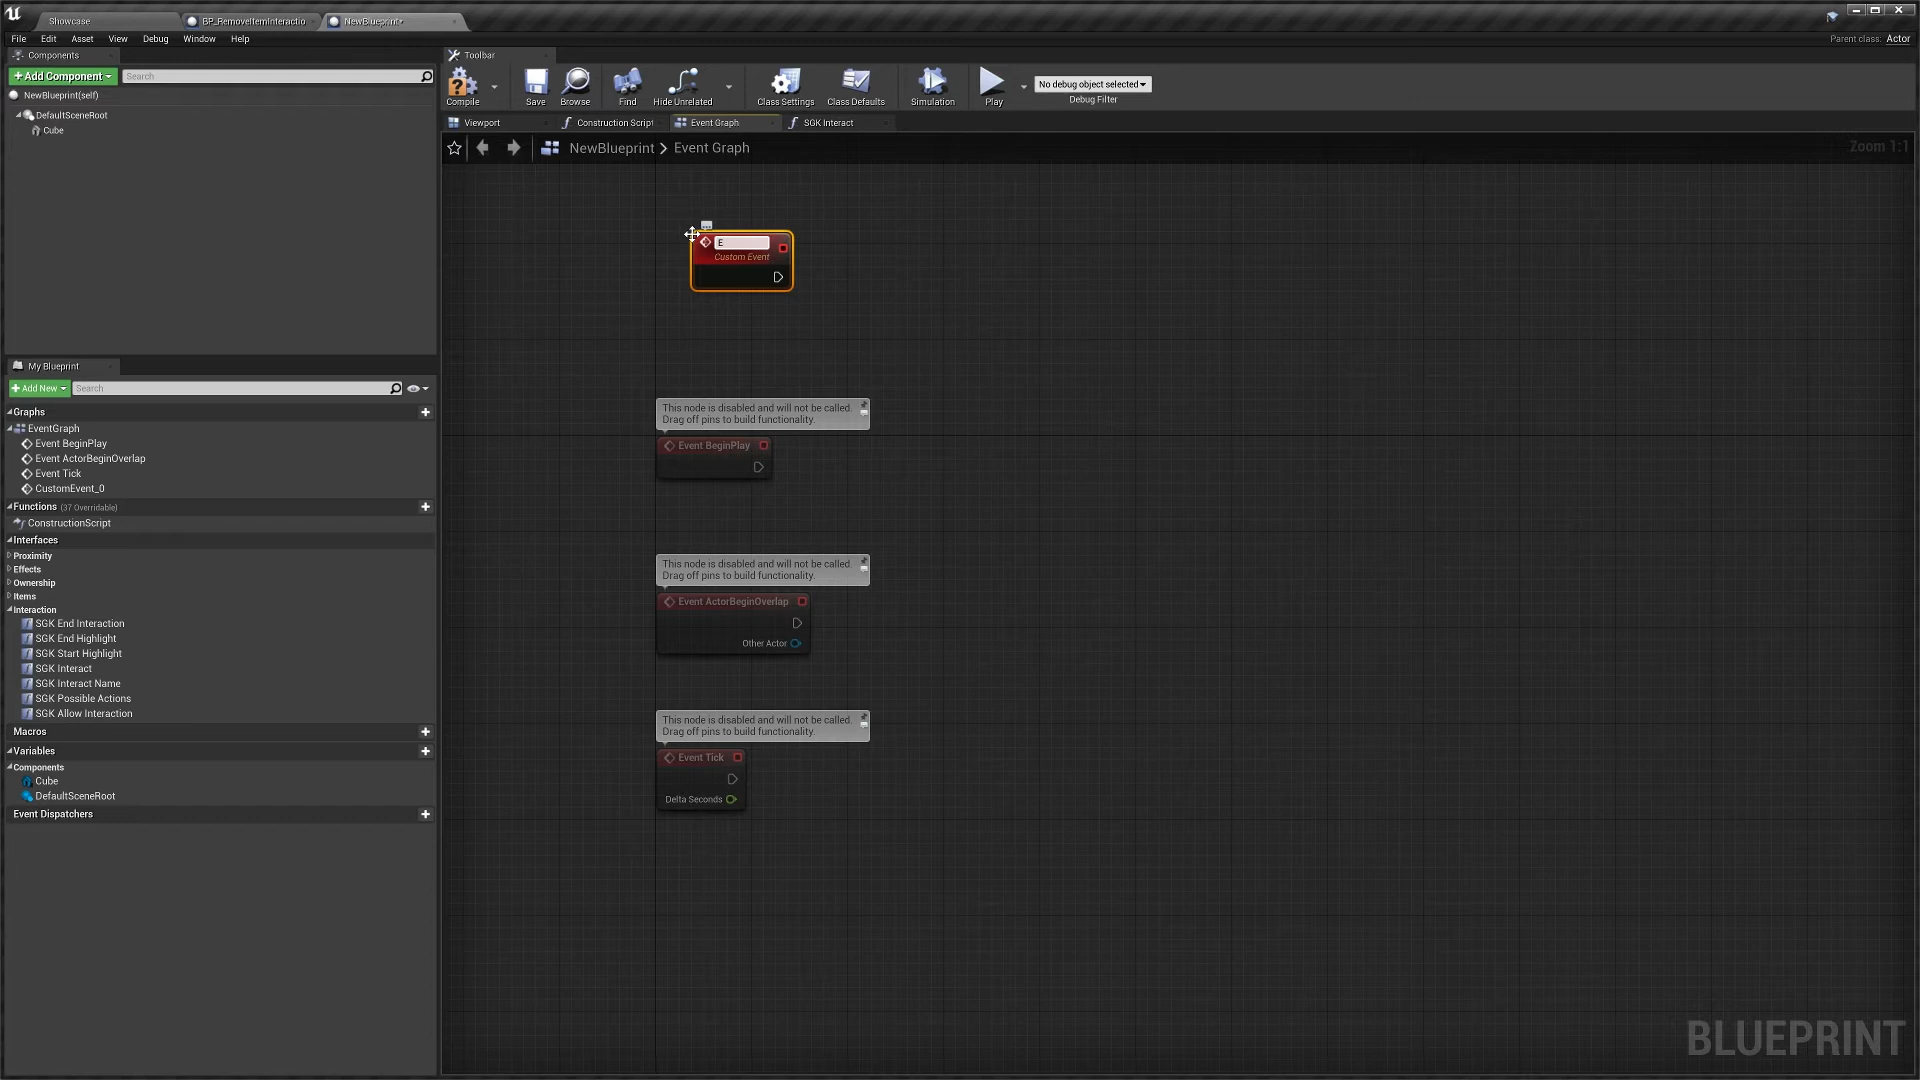 Showcase
BP_RemoveItemInteractio
NewBlueprint*
File Edit Asset View Debug Window Help
Parent class: Actor
Components
+ Add Component
Search
NewBlueprint(self)
DefaultSceneRoot
Cube
Toolbar
Compile
Save
Browse
Find
Hide Unrelated
Class Settings
Class Defaults
Simulation
Play
No debug object selected
Debug Filter
Viewport
Construction Script
Event Graph
SGK Interact
NewBlueprint > Event Graph
Zoom 1:1
E
Custom Event
This node is disabled and will not be called.
Drag off pins to build functionality.
Event BeginPlay
This node is disabled and will not be called.
Drag off pins to build functionality.
Event ActorBeginOverlap
Other Actor
This node is disabled and will not be called.
Drag off pins to build functionality.
Event Tick
Delta Seconds
My Blueprint
+ Add New
Search
Graphs
EventGraph
Event BeginPlay
Event ActorBeginOverlap
Event Tick
CustomEvent_0
Functions (37 Overridable)
ConstructionScript
Interfaces
Proximity
Effects
Ownership
Items
Interaction
SGK End Interaction
SGK End Highlight
SGK Start Highlight
SGK Interact
SGK Interact Name
SGK Possible Actions
SGK Allow Interaction
Macros
Variables
Components
Cube
DefaultSceneRoot
Event Dispatchers
BLUEPRINT